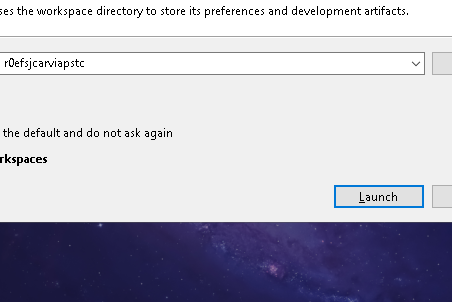 ses the workspace directory to store its preferences and development artifacts.
r0efsjcarviapstc
the default and do not ask again
rkspaces
Launch